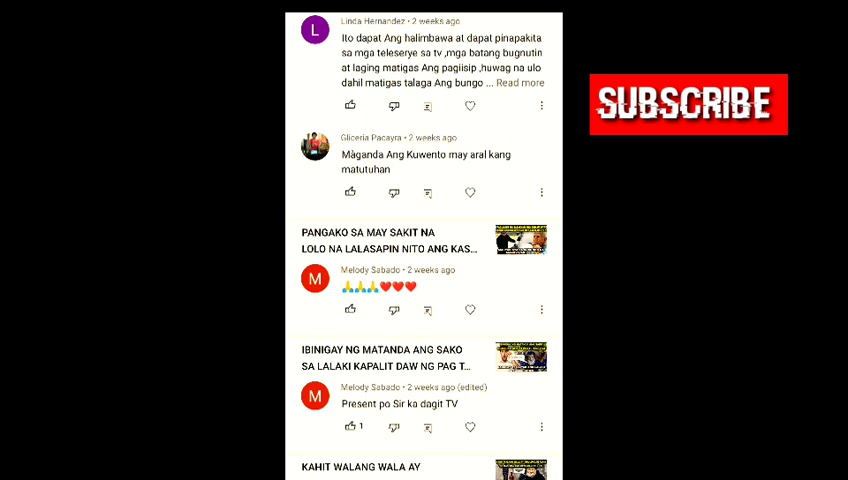 Linda Hernandez • 2 weeks ago
Ito dapat Ang halimbawa at dapat pinapakita
sa mga teleserye sa tv ,mga batang bugnutin
at laging matigas Ang pagiisip ,huwag na ulo
dahil matigas talaga Ang bungo ... Read more
SUBSCRIBE
L
Gliceria Pacayra • 2 weeks ago
Màganda Ang Kuwento may aral kang
matutuhan
PANGAKO SA MAY SAKIT NA
LOLO NA LALASAPIN NITO ANG KAS...
Melody Sabado • 2 weeks ago
M
🙏🙏🙏❤️❤️❤️
IBINIGAY NG MATANDA ANG SAKO
SA LALAKI KAPALIT DAW NG PAG T...
Melody Sabado • 2 weeks ago (edited)
M
Present po Sir ka dagit TV
1
KAHIT WALANG WALA AY